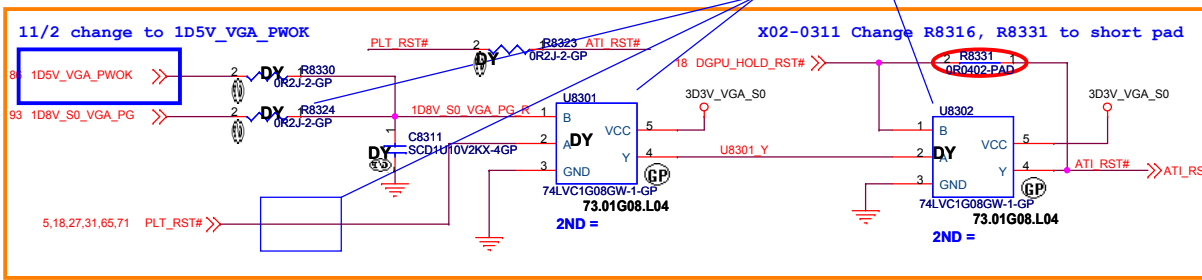 11/2 change to 1D5V_VGA_PWOK
X02-0311 Change R8316, R8331 to short pad
PLT_RST#
2
R8323
1
ATI_RST#
DY
0R2J-2-GP
18 DGPU_HOLD_RST#
2
R8331
1
0R0402-PAD
86 1D5V_VGA_PWOK
2
DY
1
R8330
0R2J-2-GP
93 1D8V_S0_VGA_PG
2
DY
1
R8324
0R2J-2-GP
1D8V_S0_VGA_PG_R
1
C8311
DY
SCD1U10V2KX-4GP
U8301
1
B
2
A
DY
3
GND
VCC
5
Y
4
3D3V_VGA_S0
GP
74LVC1G08GW-1-GP
73.01G08.L04
2ND =
U8301_Y
U8302
1
B
2
A
DY
3
GND
VCC
5
Y
4
3D3V_VGA_S0
ATI_RST#
ATI_RS
GP
74LVC1G08GW-1-GP
73.01G08.L04
2ND =
5,18,27,31,65,71 PLT_RST#